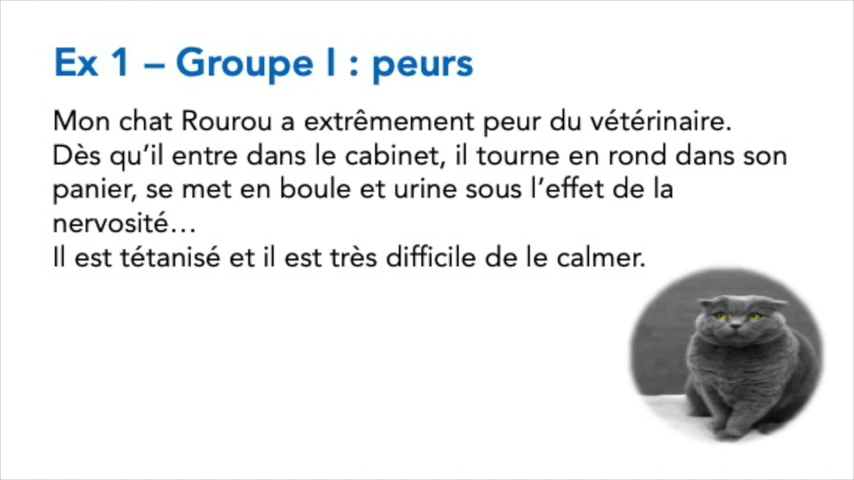 Ex 1 – Groupe I : peurs
Mon chat Rourou a extrêmement peur du vétérinaire.
Dès qu’il entre dans le cabinet, il tourne en rond dans son
panier, se met en boule et urine sous l’effet de la
nervosité…
Il est tétanisé et il est très difficile de le calmer.